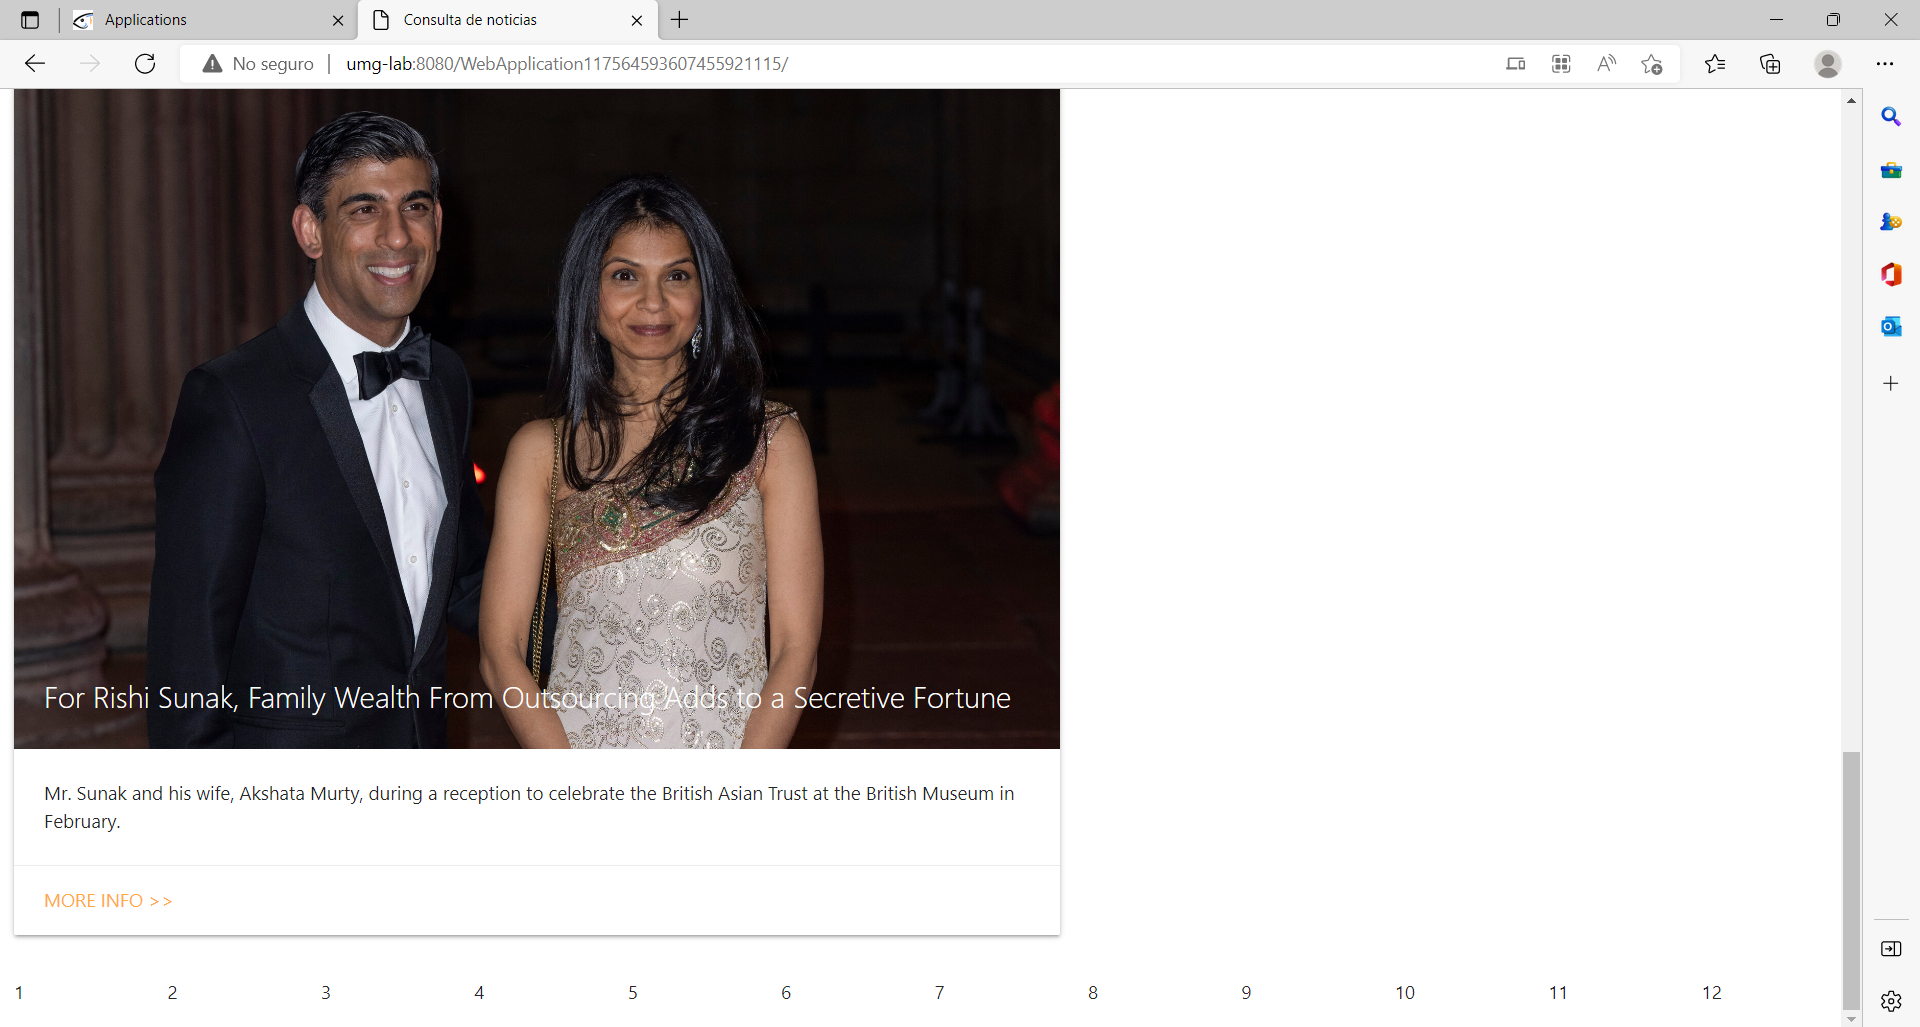 Applications
Consulta de noticias
No seguro
umg-lab:8080/WebApplication117564593607455921115/
For Rishi Sunak, Family Wealth From Outsourcing Adds to a Secretive Fortune
Mr. Sunak and his wife, Akshata Murty, during a reception to celebrate the British Asian Trust at the British Museum in
February.
MORE INFO >>
1 2 3 4 5 6 7 8 9 10 11 12